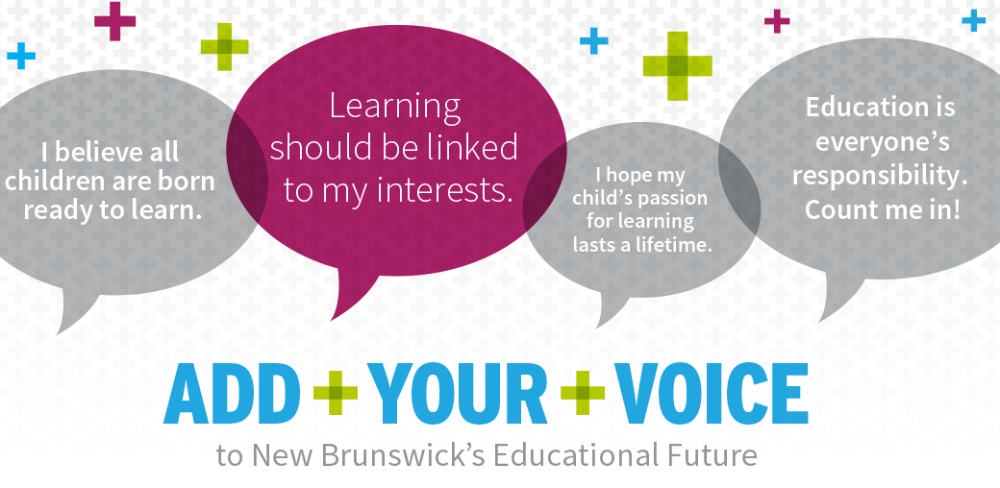 I believe all
children are born
ready to learn.
Learning
should be linked
to my interests.
I hope my
child's passion
for learning
lasts a lifetime.
Education is
everyone's
responsibility.
Count me in!
ADD + YOUR + VOICE
to New Brunswick's Educational Future